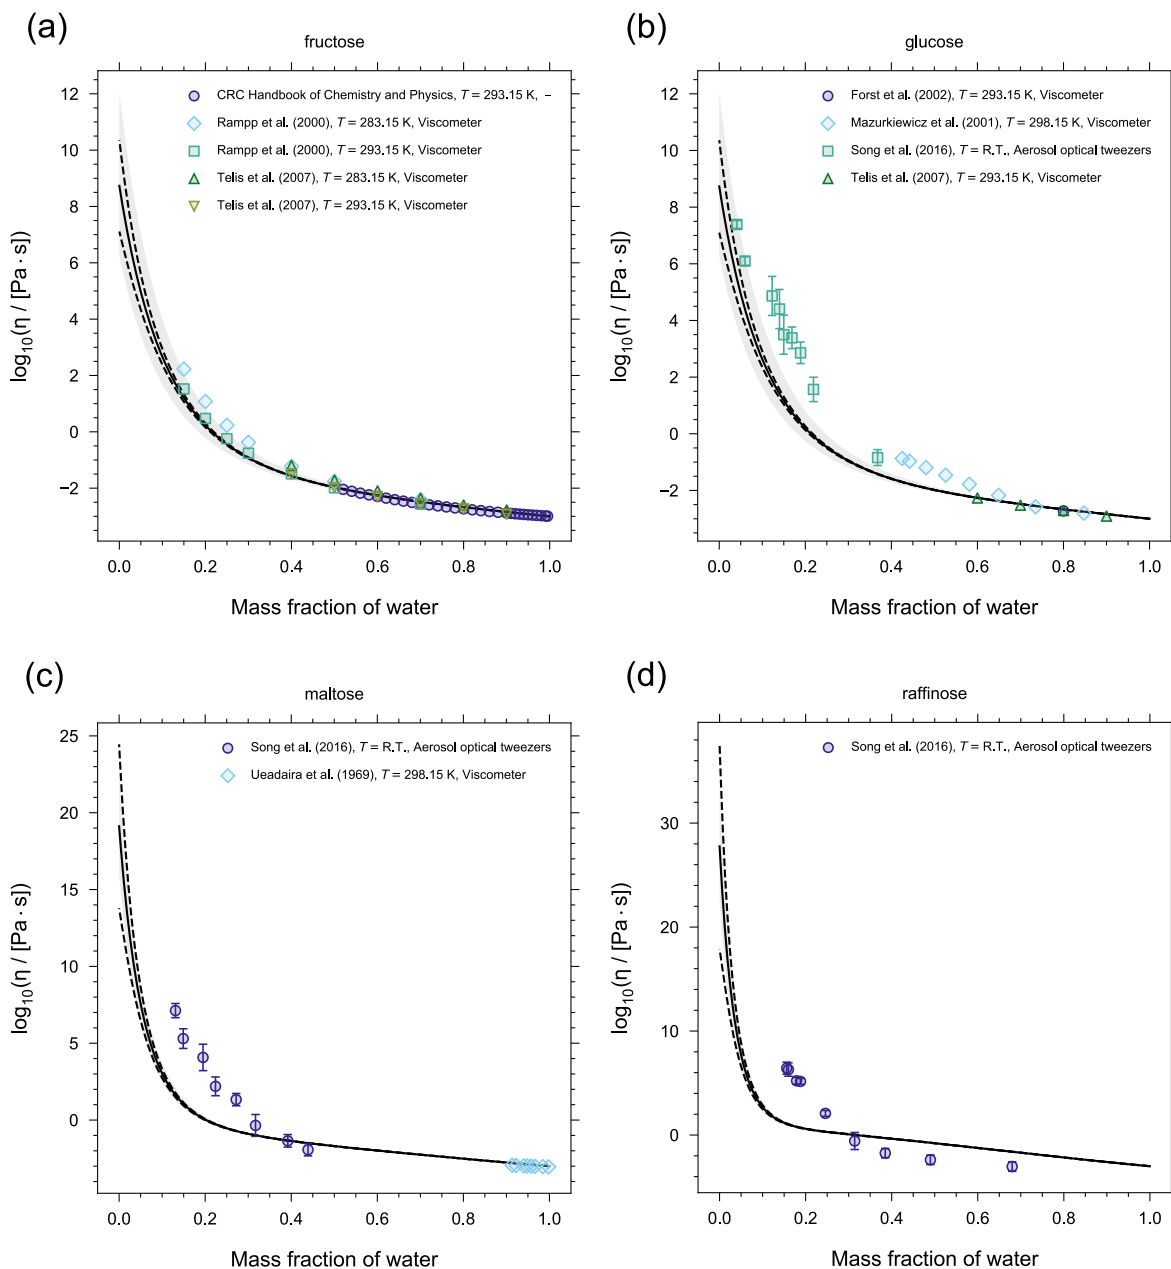 (a)
fructose
12
10
8
6
4
2
0
−2
log10(η / [Pa · s])
CRC Handbook of Chemistry and Physics, T = 293.15 K, –
Rampp et al. (2000), T = 283.15 K, Viscometer
Rampp et al. (2000), T = 293.15 K, Viscometer
Telis et al. (2007), T = 283.15 K, Viscometer
Telis et al. (2007), T = 293.15 K, Viscometer
0.0 0.2 0.4 0.6 0.8 1.0
Mass fraction of water
(b)
glucose
12
10
8
6
4
2
0
−2
log10(η / [Pa · s])
Forst et al. (2002), T = 293.15 K, Viscometer
Mazurkiewicz et al. (2001), T = 298.15 K, Viscometer
Song et al. (2016), T = R.T., Aerosol optical tweezers
Telis et al. (2007), T = 293.15 K, Viscometer
0.0 0.2 0.4 0.6 0.8 1.0
Mass fraction of water
(c)
maltose
25
20
15
10
5
0
log10(η / [Pa · s])
Song et al. (2016), T = R.T., Aerosol optical tweezers
Ueadaira et al. (1969), T = 298.15 K, Viscometer
0.0 0.2 0.4 0.6 0.8 1.0
Mass fraction of water
(d)
raffinose
30
20
10
0
log10(η / [Pa · s])
Song et al. (2016), T = R.T., Aerosol optical tweezers
0.0 0.2 0.4 0.6 0.8 1.0
Mass fraction of water